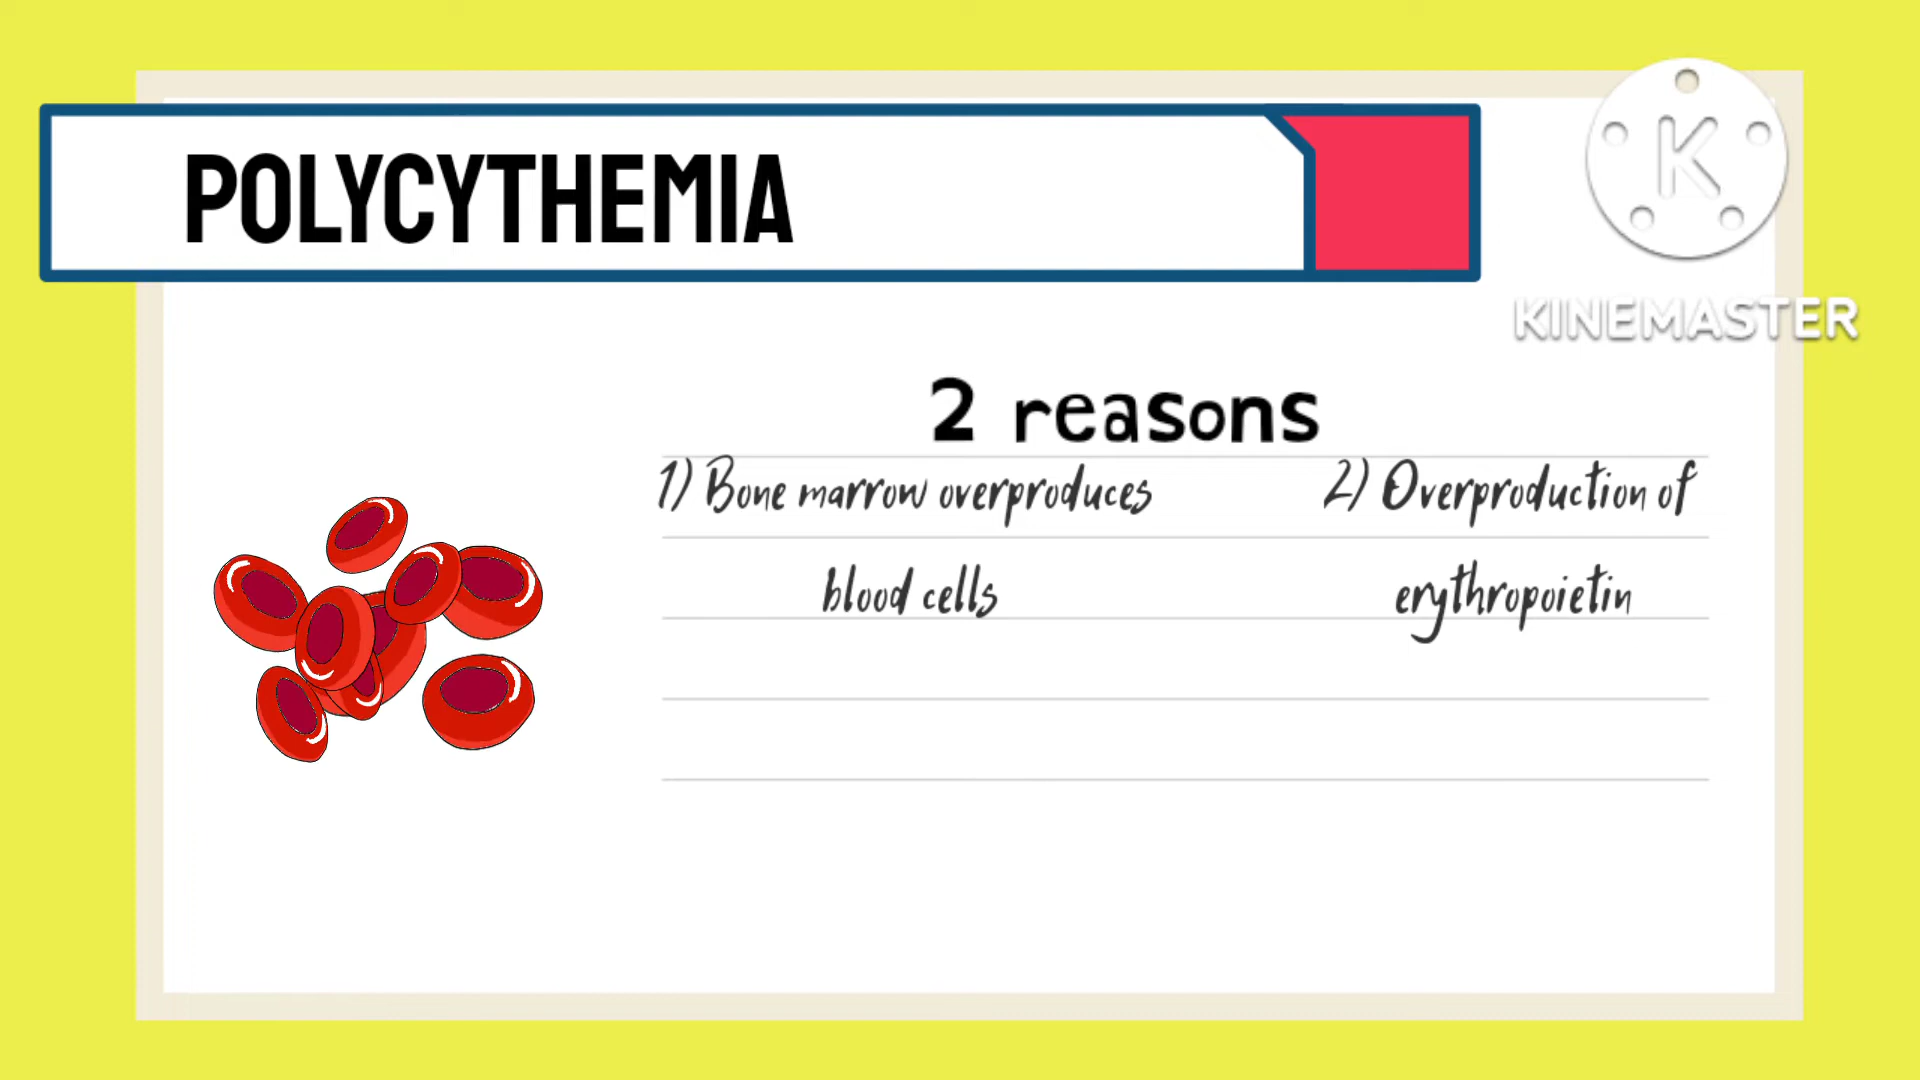 POLYCYTHEMIA
K
KINEMASTER
2 reasons
1) Bone marrow overproduces
blood cells
2) Overproduction of
erythropoietin